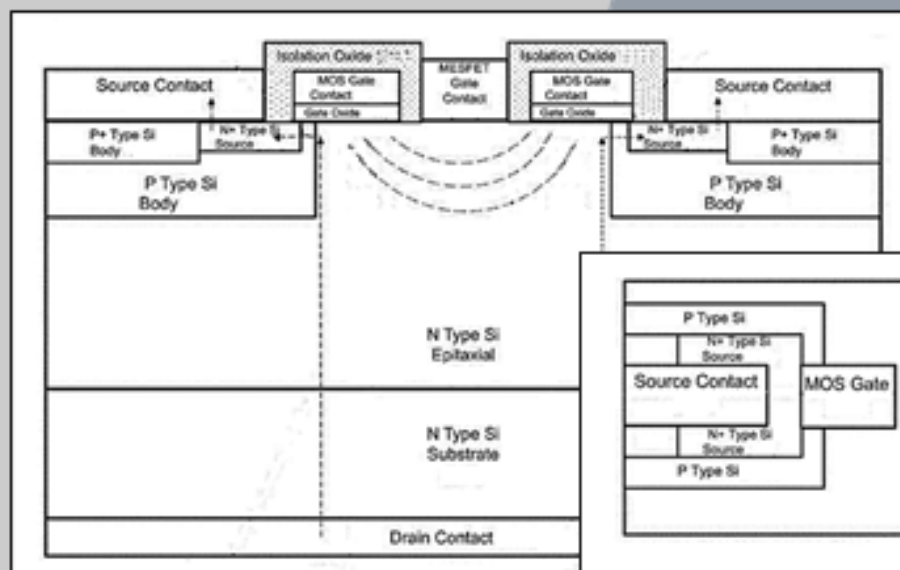 Isolation Oxide
MOS Gate
Contact
Gate Oxide
MESFET
Gate
Contact
Isolation Oxide
MOS Gate
Contact
Gate Oxide
Source Contact
Source Contact
P+ Type Si
Body
N+ Type Si
Source
N+ Type Si
Source
P+ Type Si
Body
P Type Si
Body
P Type Si
Body
N Type Si
Epitaxial
N Type Si
Substrate
Drain Contact
P Type Si
N+ Type Si
Source
Source Contact
MOS Gate
N+ Type Si
Source
P Type Si